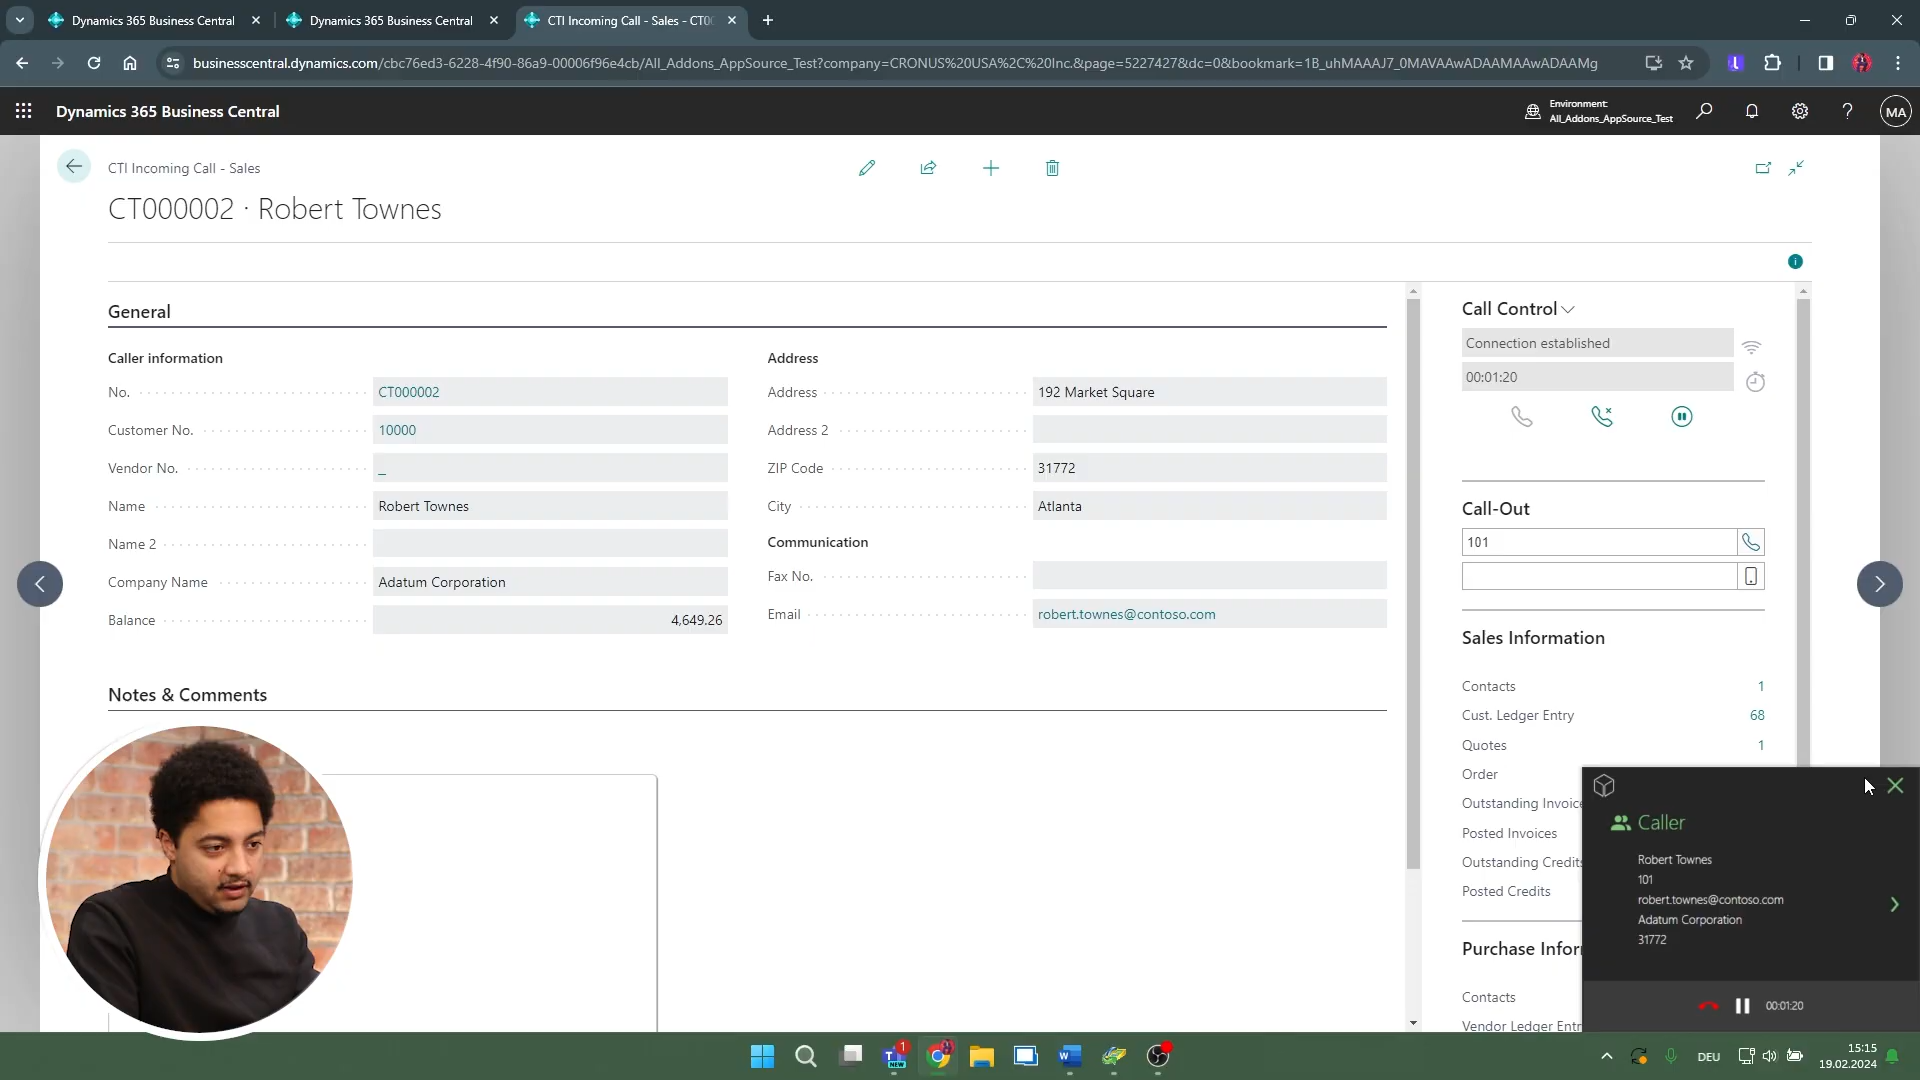 Dynamics 365 Business Central
Dynamics 365 Business Central
CTI Incoming Call - Sales - CT0
businesscentral.dynamics.com/cbc76ed3-6228-4f90-86a9-00006f96e4cb/All_Addons_AppSource_Test?company=CRONUS%20USA%2C%20Inc.&page=5227427&dc=0&bookmark=1B_uhMAAAJ7_0MAVAAwADAAMAAwADAAMg
Dynamics 365 Business Central
Environment:
All_Addons_AppSource_Test
MA
CTI Incoming Call - Sales
CT000002 · Robert Townes
General
Caller information
No. CT000002
Customer No. 10000
Vendor No. _
Name Robert Townes
Name 2
Company Name Adatum Corporation
Balance 4,649.26
Address
Address 192 Market Square
Address 2
ZIP Code 31772
City Atlanta
Communication
Fax No.
Email robert.townes@contoso.com
Notes & Comments
Call Control
Connection established
00:01:20
Call-Out
101
Sales Information
Contacts 1
Cust. Ledger Entry 68
Quotes 1
Order
Outstanding Invoice
Posted Invoices
Outstanding Credits
Posted Credits
Purchase Infor
Contacts
Vendor Ledger Entr
Caller
Robert Townes
101
robert.townes@contoso.com
Adatum Corporation
31772
00:01:20
1
NEW
DEU
15:15
19.02.2024